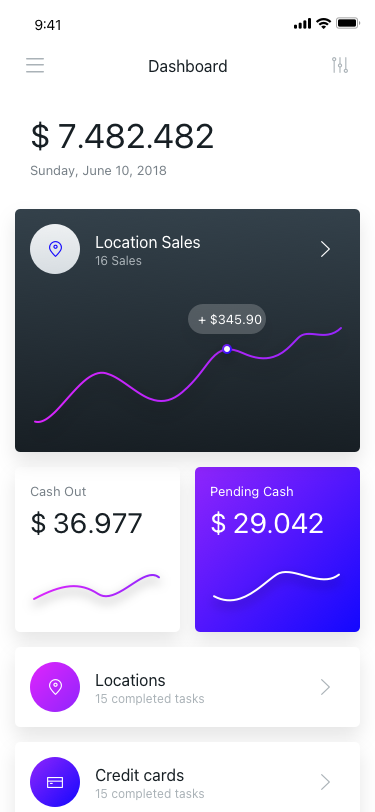 9:41
Dashboard
$ 7.482.482
Sunday, June 10, 2018
Location Sales
16 Sales
+ $345.90
Cash Out
$ 36.977
Pending Cash
$ 29.042
Locations
15 completed tasks
Credit cards
15 completed tasks